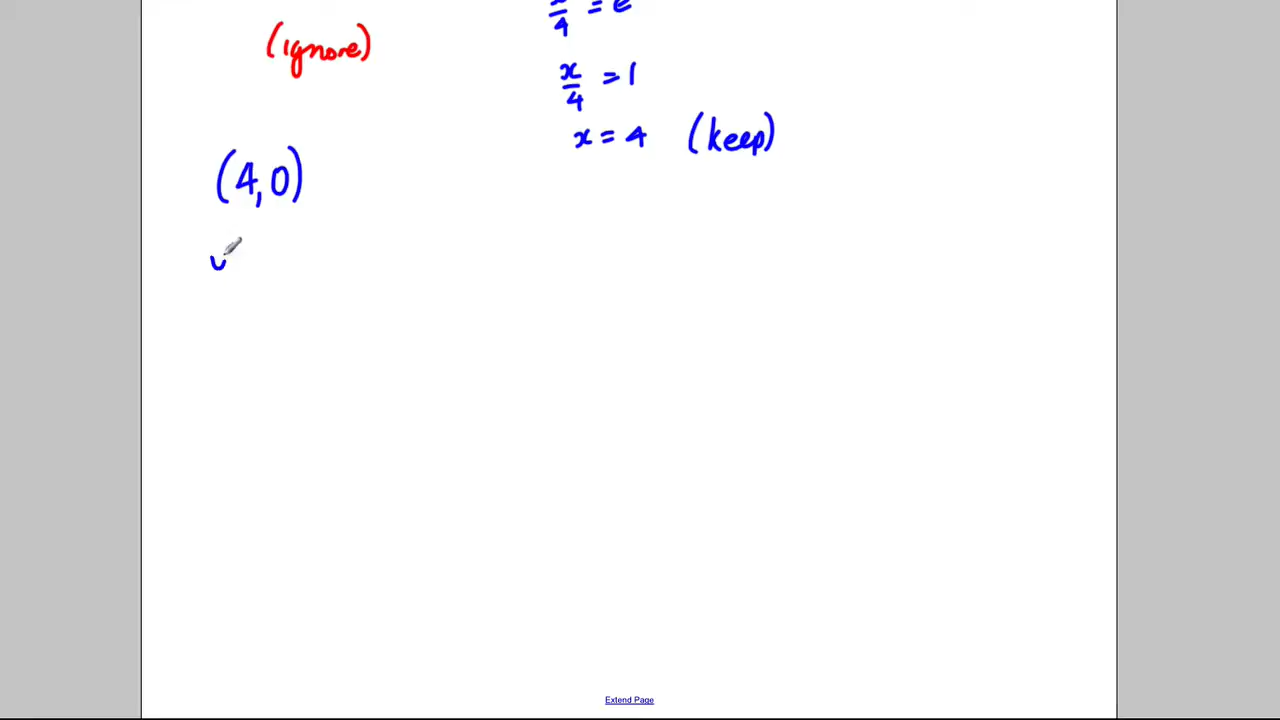 (ignore)
x/4 = 1
x = 4 (keep)
(4,0)
Extend Page